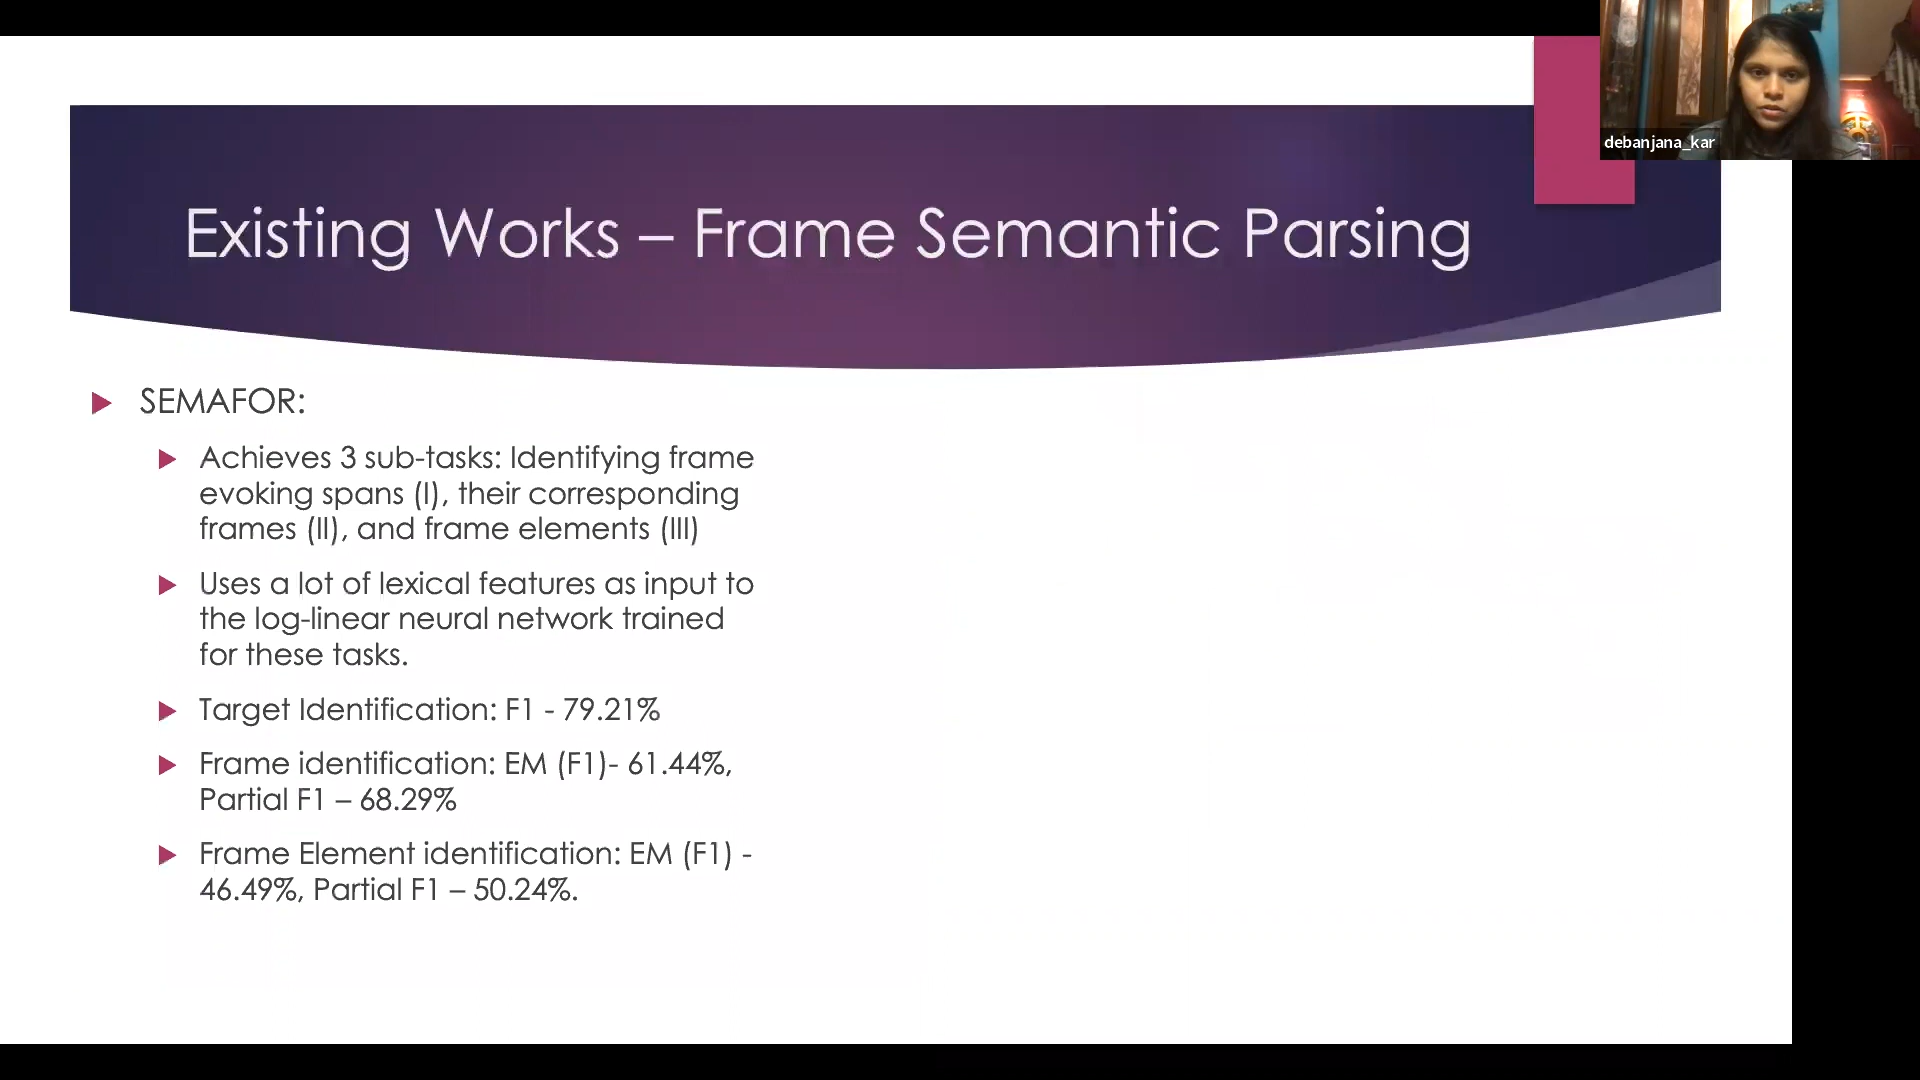 debanjana_kar
Existing Works – Frame Semantic Parsing
SEMAFOR:
Achieves 3 sub-tasks: Identifying frame
evoking spans (I), their corresponding
frames (II), and frame elements (III)
Uses a lot of lexical features as input to
the log-linear neural network trained
for these tasks.
Target Identification: F1 - 79.21%
Frame identification: EM (F1)- 61.44%,
Partial F1 – 68.29%
Frame Element identification: EM (F1) -
46.49%, Partial F1 – 50.24%.